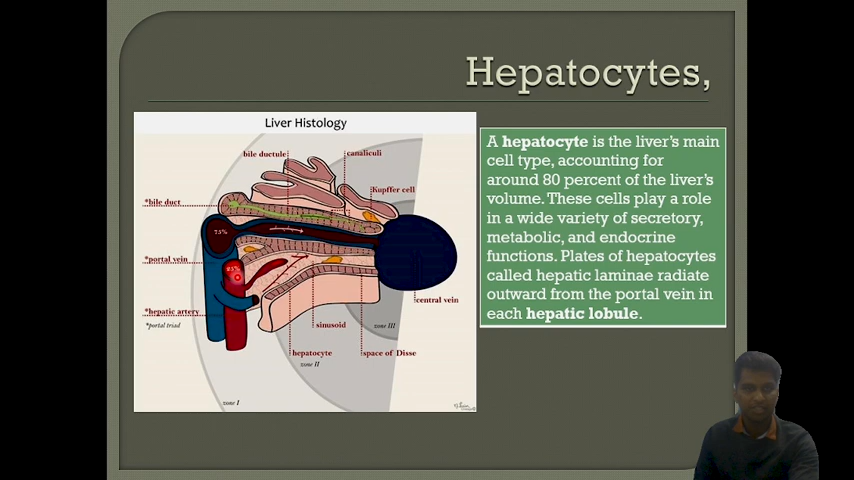 Hepatocytes,
Liver Histology
bile ductule
canaliculi
Kupffer cell
*bile duct
75%
*portal vein
25%
*hepatic artery
*portal triad
central vein
sinusoid
zone III
hepatocyte
space of Disse
zone II
zone I
A hepatocyte is the liver's main
cell type, accounting for
around 80 percent of the liver's
volume. These cells play a role
in a wide variety of secretory,
metabolic, and endocrine
functions. Plates of hepatocytes
called hepatic laminae radiate
outward from the portal vein in
each hepatic lobule.